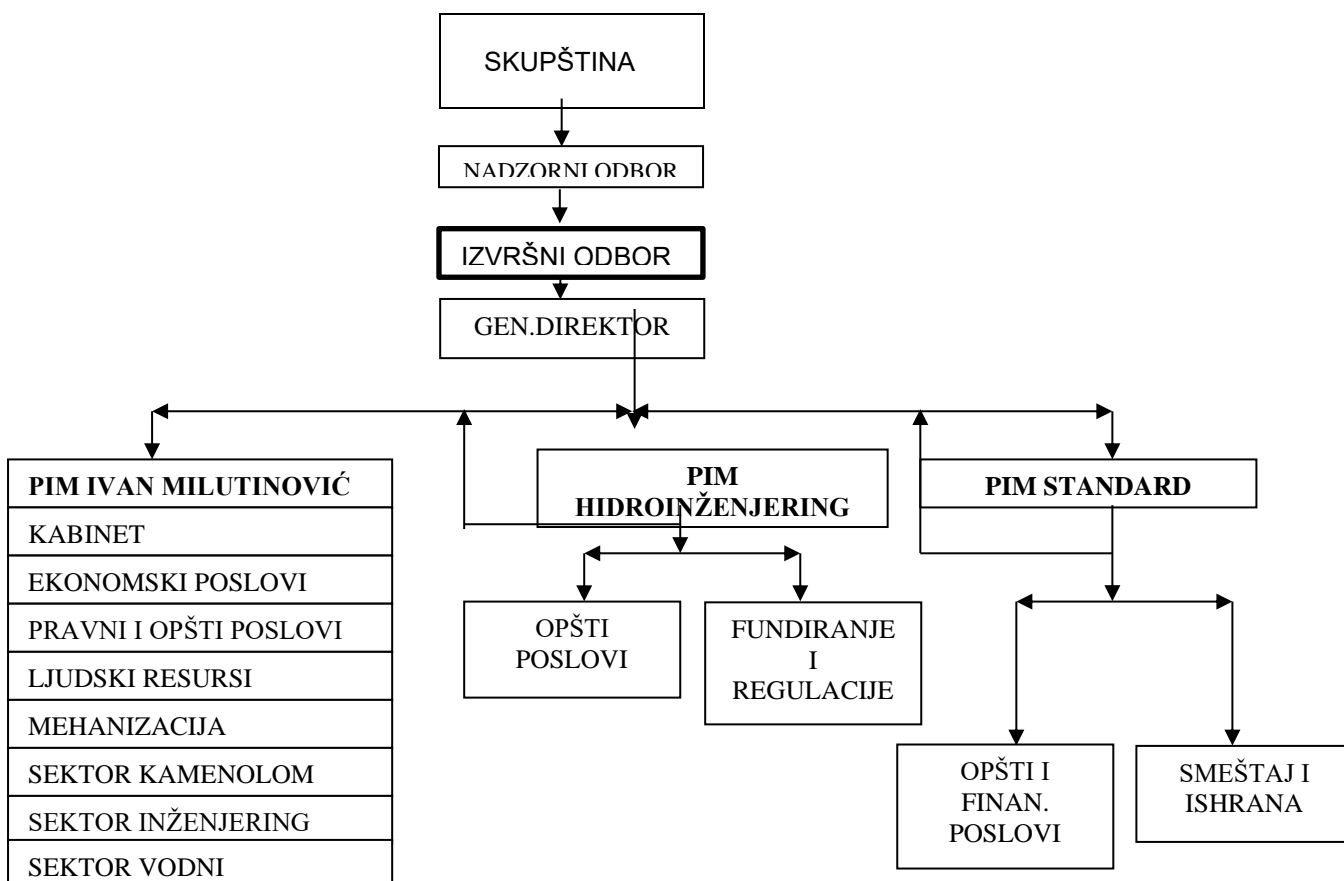 SKUPŠTINA
NADZORNI ODBOR
IZVRŠNI ODBOR
GEN.DIREKTOR
PIM IVAN MILUTINOVIĆ
KABINET
EKONOMSKI POSLOVI
PRAVNI I OPŠTI POSLOVI
LJUDSKI RESURSI
MEHANIZACIJA
SEKTOR KAMENOLOM
SEKTOR INŽENJERING
SEKTOR VODNI
PIM
HIDROINŽENJERING
OPŠTI
POSLOVI
FUNDIRANJE
I
REGULACIJE
PIM STANDARD
OPŠTI I
FINAN.
POSLOVI
SMEŠTAJ I
ISHRANA